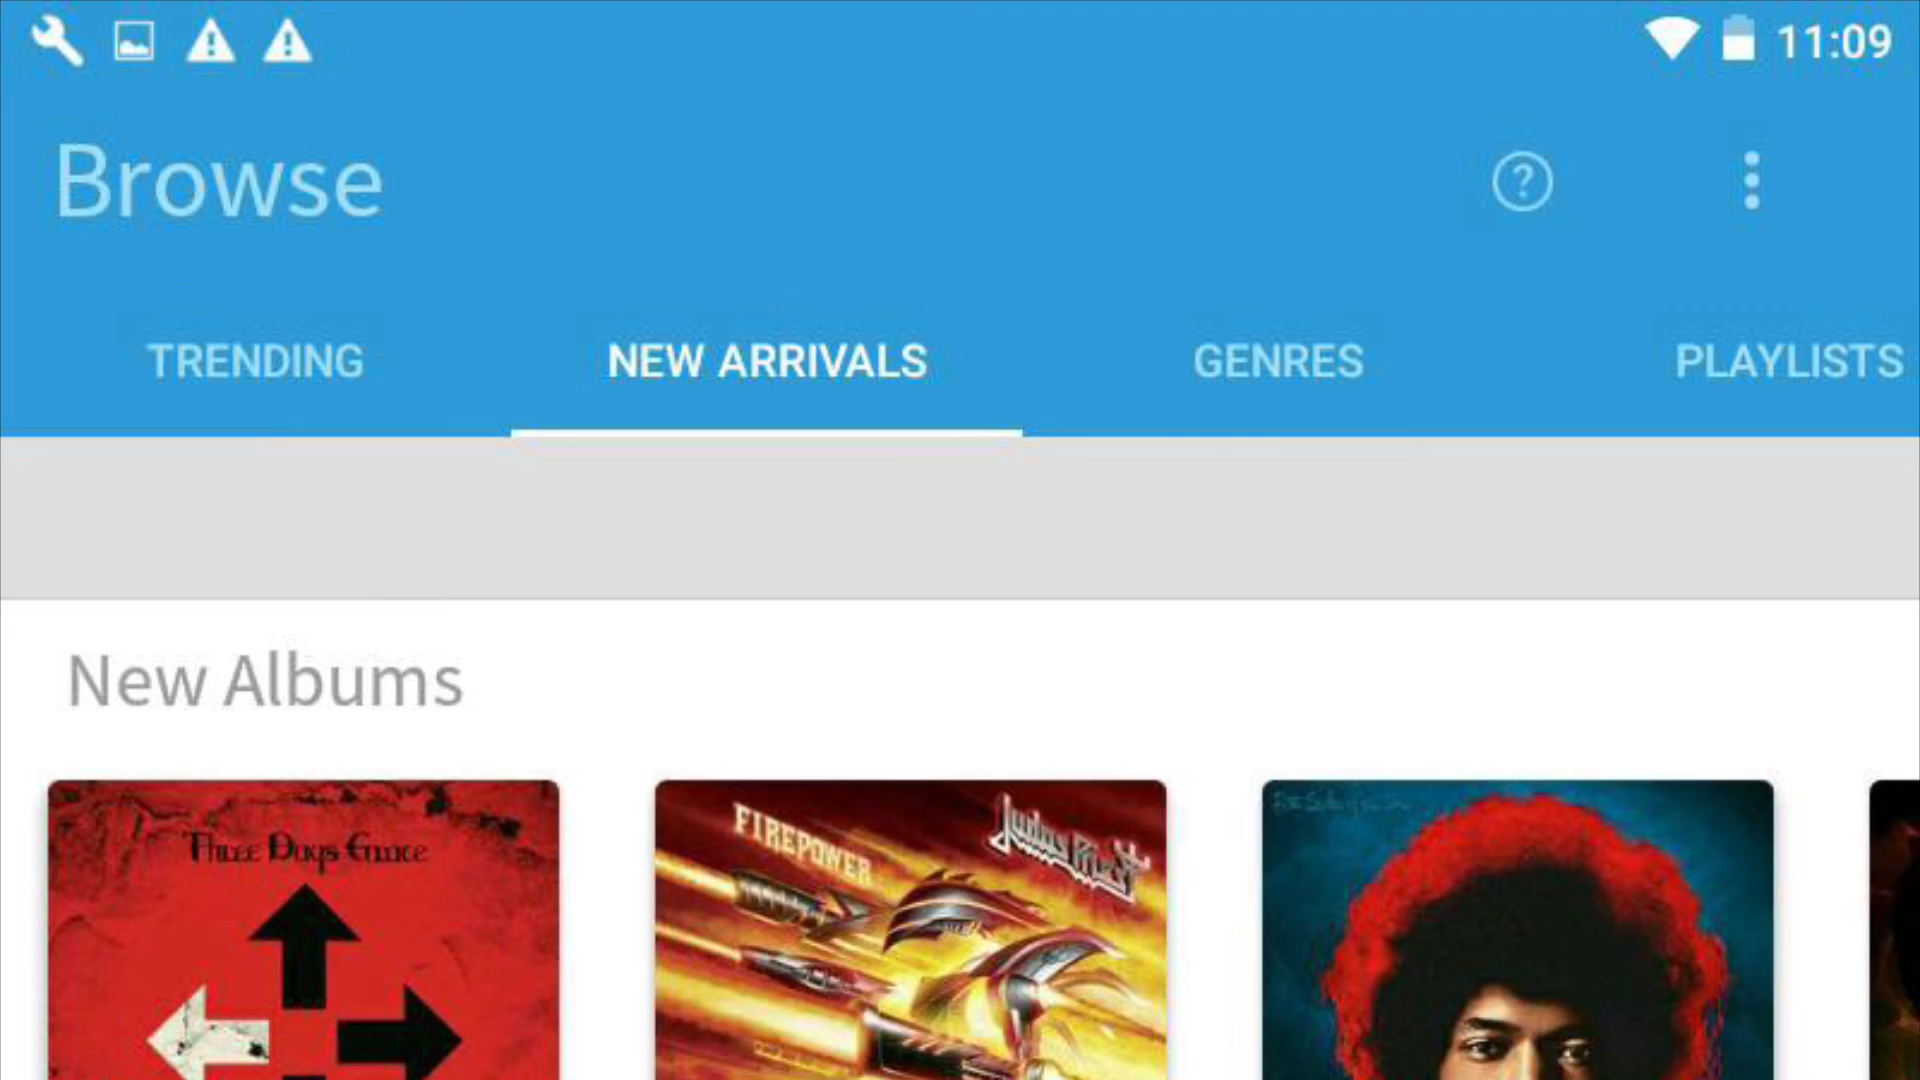 11:09
Browse
TRENDING
NEW ARRIVALS
GENRES
PLAYLISTS
New Albums
Three Days Grace
FIREPOWER
Judas Priest